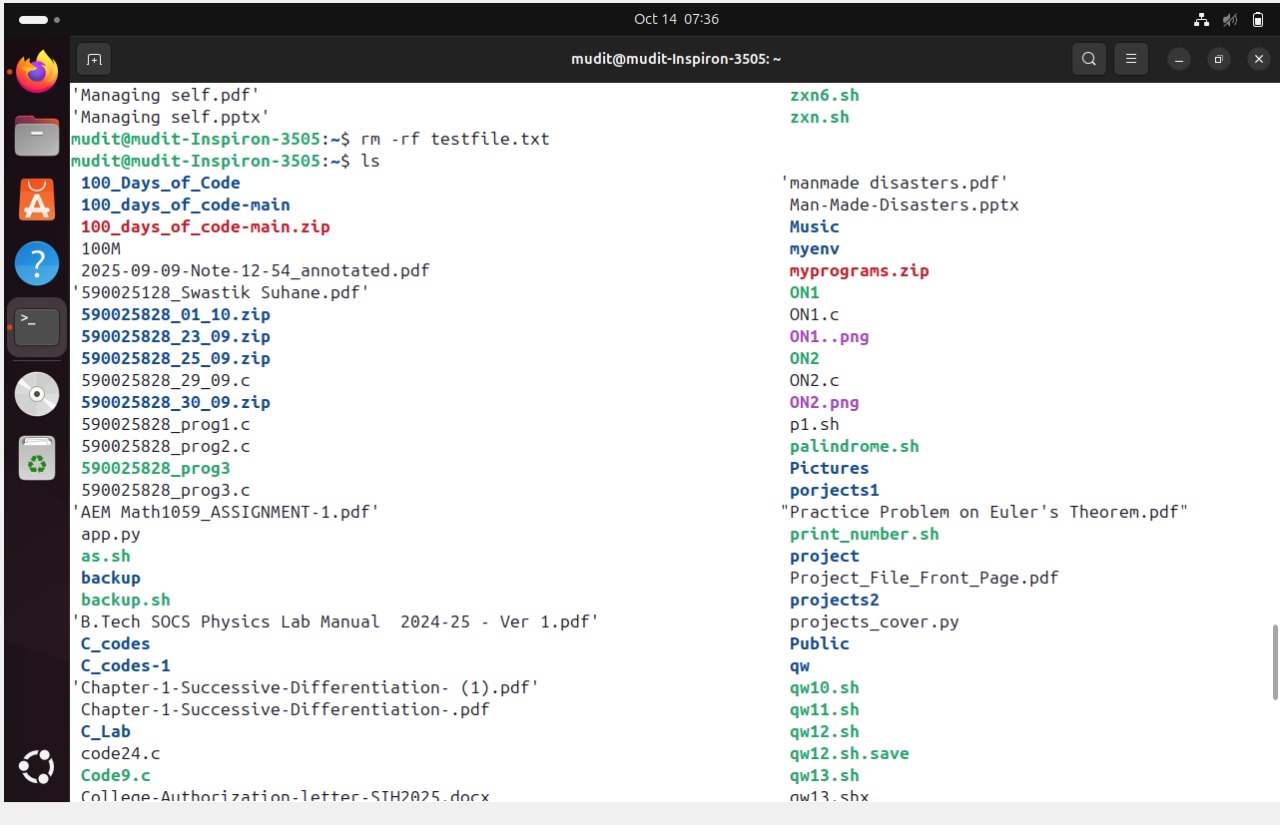 Oct 14 07:36
mudit@mudit-Inspiron-3505: ~
'Managing self.pdf' zxn6.sh
'Managing self.pptx' zxn.sh
mudit@mudit-Inspiron-3505:~$ rm -rf testfile.txt
mudit@mudit-Inspiron-3505:~$ ls
100_Days_of_Code 'manmade disasters.pdf'
100_days_of_code-main Man-Made-Disasters.pptx
100_days_of_code-main.zip Music
100M myenv
2025-09-09-Note-12-54_annotated.pdf myprograms.zip
'590025128_Swastik Suhane.pdf' ON1
590025828_01_10.zip ON1.c
590025828_23_09.zip ON1..png
590025828_25_09.zip ON2
590025828_29_09.c ON2.c
590025828_30_09.zip ON2.png
590025828_prog1.c p1.sh
590025828_prog2.c palindrome.sh
590025828_prog3 Pictures
590025828_prog3.c porjects1
'AEM Math1059_ASSIGNMENT-1.pdf' "Practice Problem on Euler's Theorem.pdf"
app.py print_number.sh
as.sh project
backup Project_File_Front_Page.pdf
backup.sh projects2
'B.Tech SOCS Physics Lab Manual  2024-25 - Ver 1.pdf' projects_cover.py
C_codes Public
C_codes-1 qw
'Chapter-1-Successive-Differentiation- (1).pdf' qw10.sh
Chapter-1-Successive-Differentiation-.pdf qw11.sh
C_Lab qw12.sh
code24.c qw12.sh.save
Code9.c qw13.sh
College-Authorization-letter-SIH2025.docx qw13.shx